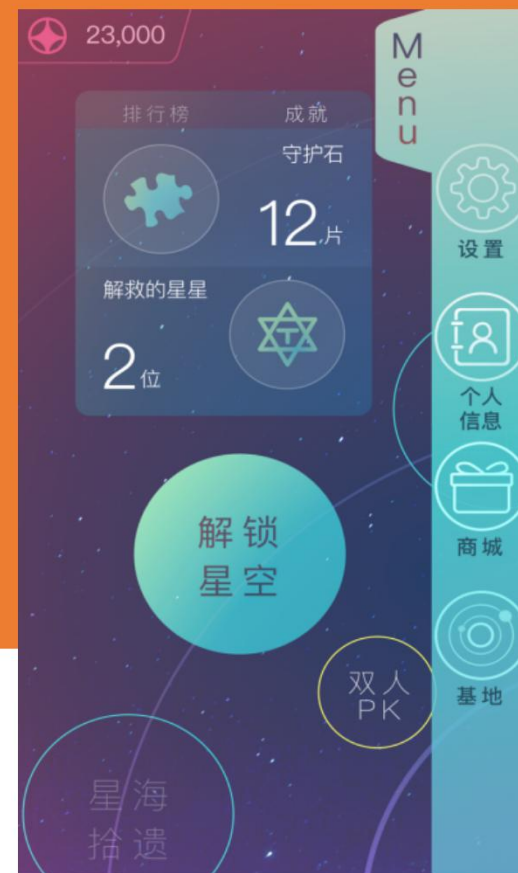 23,000
Menu
排行榜 成就
守护石
12片
解救的星星
2位
设置
个人
信息
商城
基地
解锁
星空
双人
PK
星海
拾遗